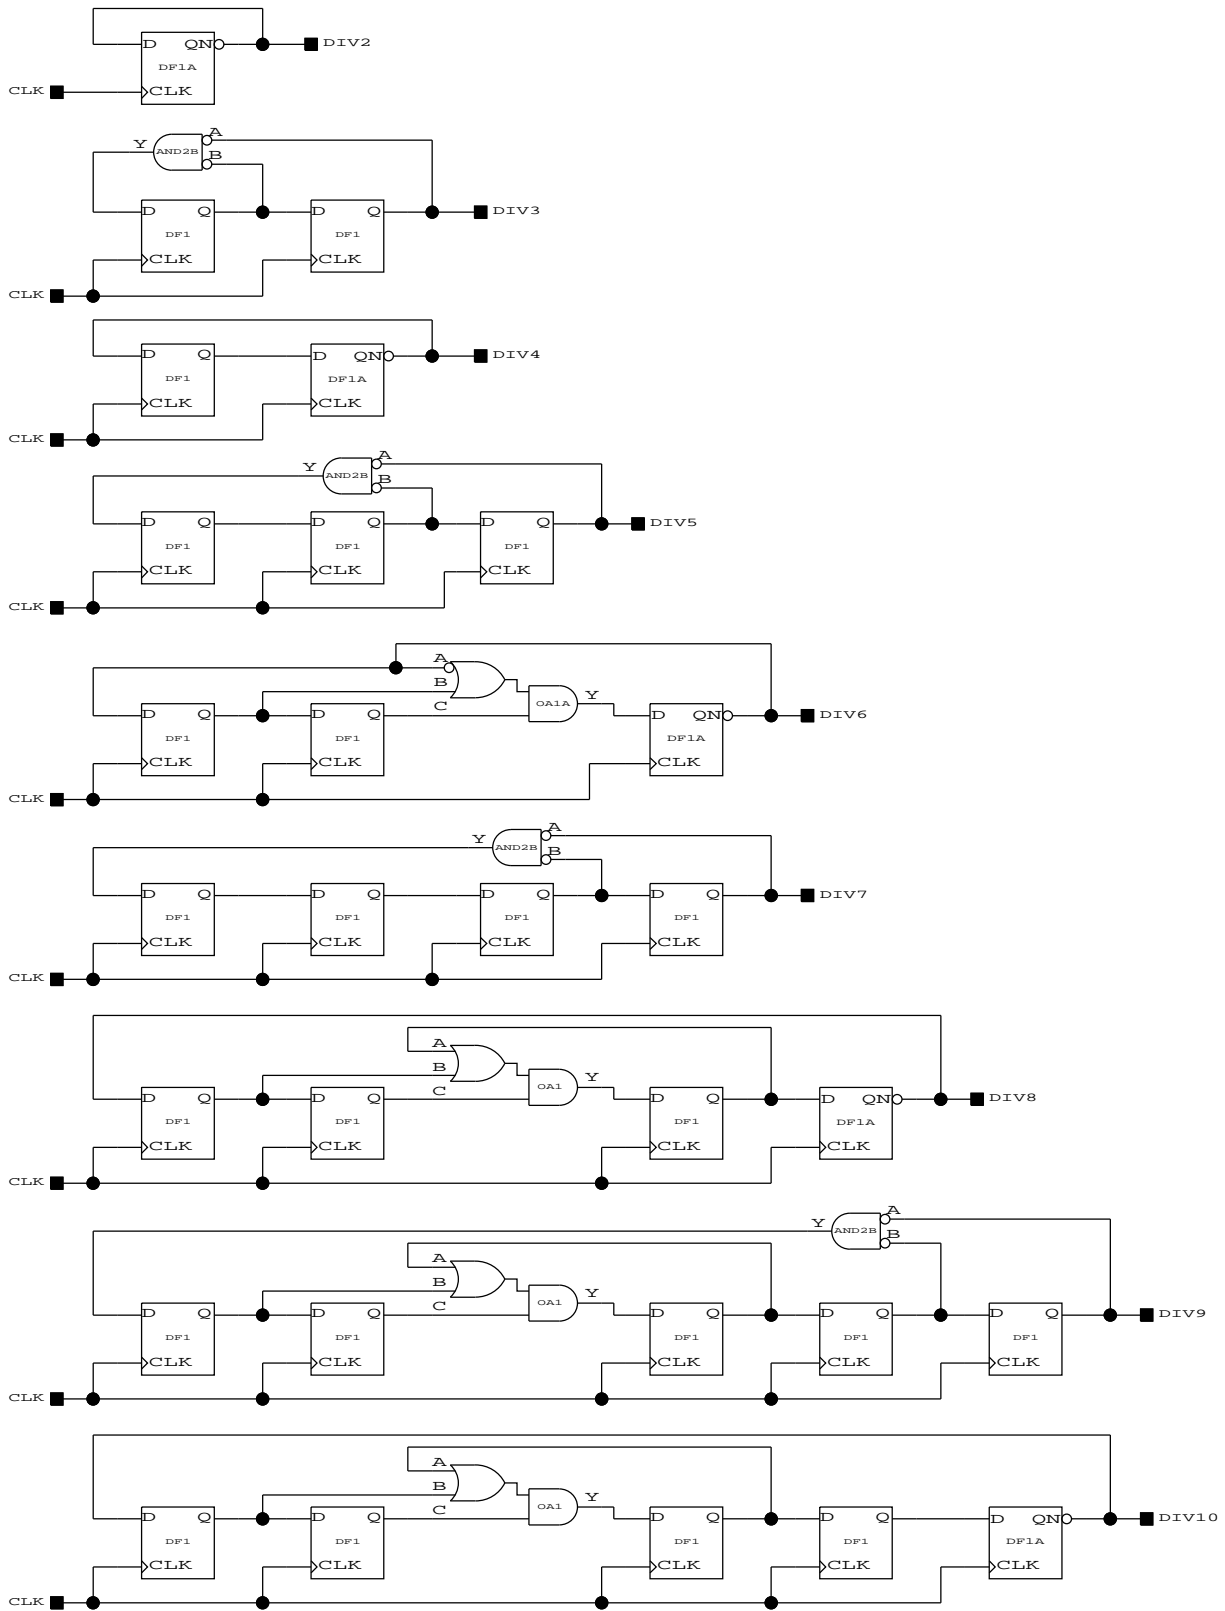 D QN DIV2
DF1A
CLK CLK
A
Y AND2B
B
D Q D Q DIV3
DF1 DF1
CLK CLK
CLK
D Q D QN DIV4
DF1 DF1A
CLK CLK
CLK
A
Y AND2B
B
D Q D Q D Q DIV5
DF1 DF1 DF1
CLK CLK CLK
CLK
A
B
OA1A Y
C
D Q D Q D QN DIV6
DF1 DF1 DF1A
CLK CLK CLK
CLK
A
Y AND2B
B
D Q D Q D Q D Q DIV7
DF1 DF1 DF1 DF1
CLK CLK CLK CLK
CLK
A
B
OA1 Y
C
D Q D Q D Q D QN DIV8
DF1 DF1 DF1 DF1A
CLK CLK CLK CLK
CLK
A
Y AND2B
B
A
B
OA1 Y
C
D Q D Q D Q D Q D Q DIV9
DF1 DF1 DF1 DF1 DF1
CLK CLK CLK CLK CLK
CLK
A
B
OA1 Y
C
D Q D Q D Q D Q D QN DIV10
DF1 DF1 DF1 DF1 DF1A
CLK CLK CLK CLK CLK
CLK